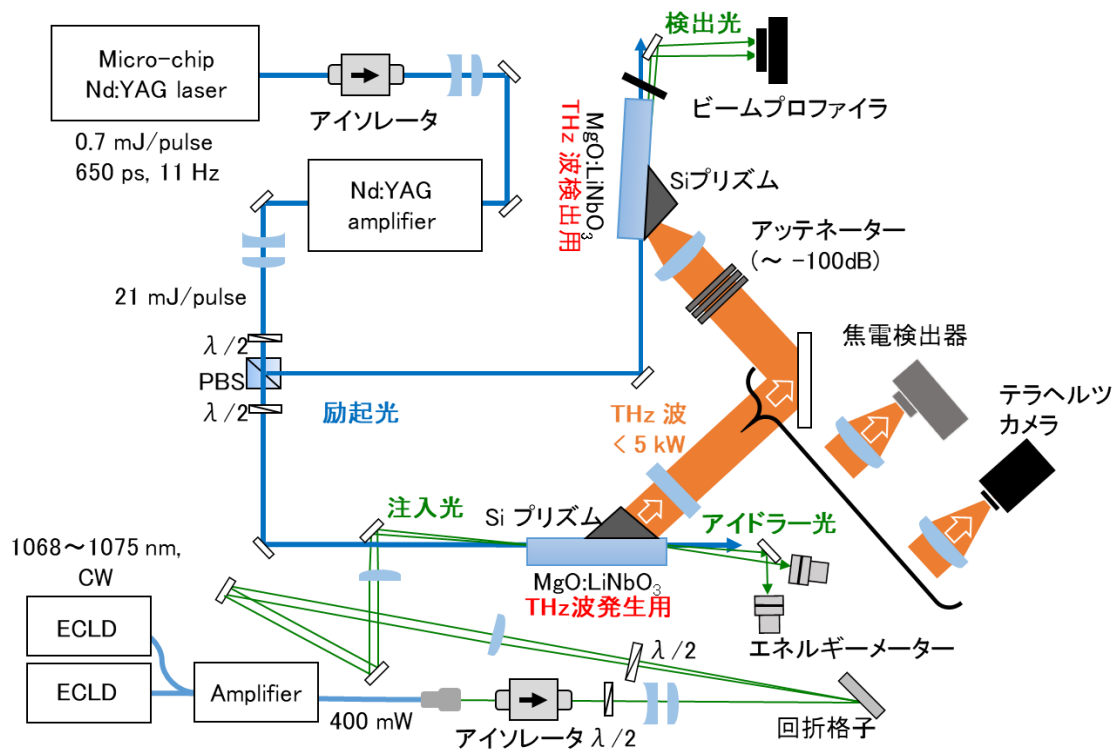 Micro-chip
Nd:YAG laser
0.7 mJ/pulse
650 ps, 11 Hz
アイソレータ
検出光
ビームプロファイラ
Nd:YAG
amplifier
MgO:LiNbO₃
THz 波検出用
Siプリズム
アッテネーター
(～ -100dB)
21 mJ/pulse
λ/2
PBS
λ/2
励起光
THz 波
< 5 kW
焦電検出器
テラヘルツ
カメラ
注入光
Si プリズム
アイドラー光
1068～1075 nm,
CW
MgO:LiNbO₃
THz波発生用
エネルギーメーター
λ/2
ECLD
ECLD
Amplifier
400 mW
アイソレータ λ/2
回折格子